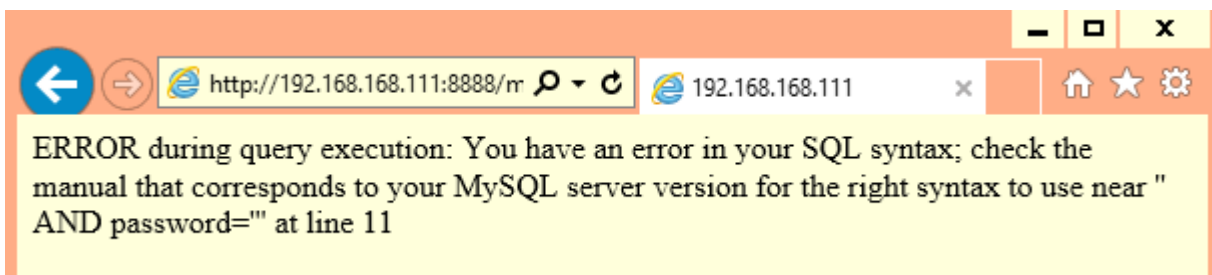 x
http://192.168.168.111:8888/m
192.168.168.111
ERROR during query execution: You have an error in your SQL syntax; check the
manual that corresponds to your MySQL server version for the right syntax to use near ''
AND password=''' at line 11